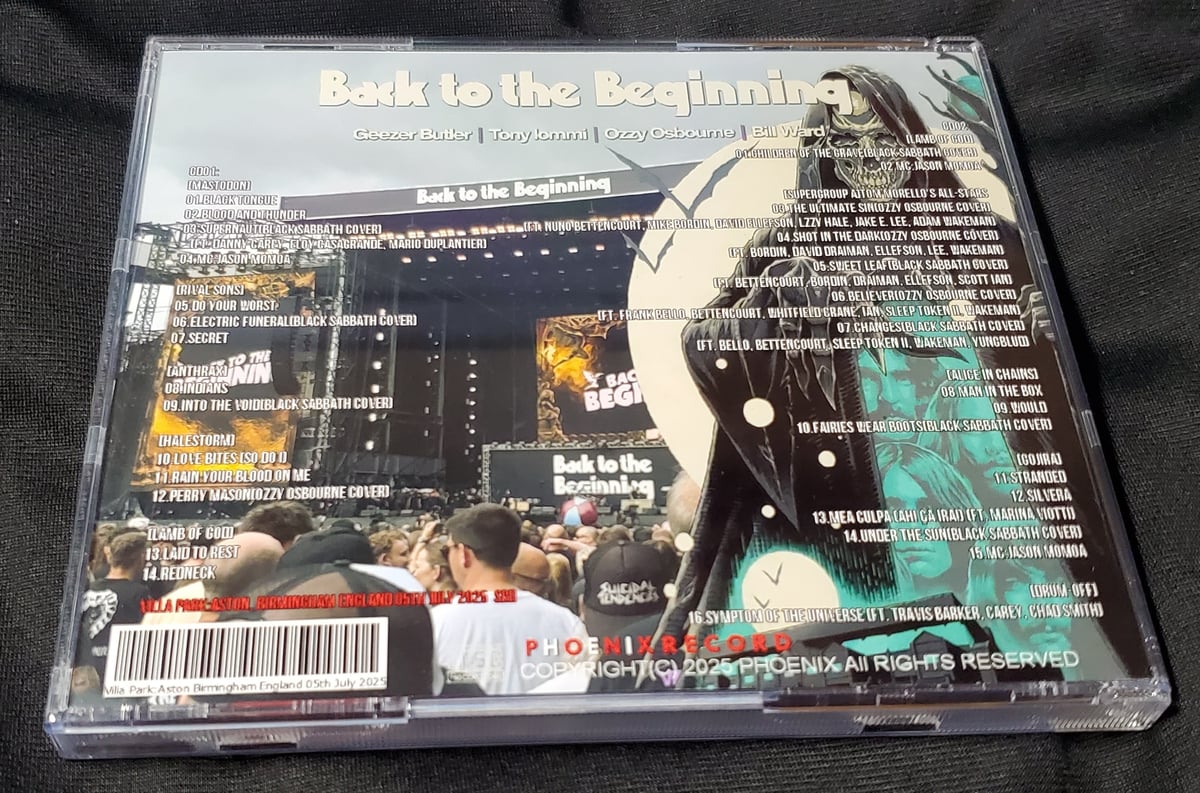 Back to the Beginning
Geezer Butler | Tony Iommi | Ozzy Osbourne | Bill Ward
CDD1:
[MASTODON]
01.BLACK TONGUE
02.BLOOD AND THUNDER
03.SUPERNAUT(BLACK SABBATH COVER)
(FT. DANNY CAREY, ELOY CASAGRANDE, MARIO DUPLANTIER)
04.MC:JASON MOMOA
[RIVAL SONS]
05.DO YOUR WORST
06.ELECTRIC FUNERAL(BLACK SABBATH COVER)
07.SECRET
[ANTHRAX]
08.INDIANS
09.INTO THE VOID(BLACK SABBATH COVER)
[HALESTORM]
10.LOVE BITES (SO DO I)
11.RAIN YOUR BLOOD ON ME
12.PERRY MASON(OZZY OSBOURNE COVER)
[LAMB OF GOD]
13.LAID TO REST
14.REDNECK
CDD2:
[LAMB OF GOD]
01.CHILDREN OF THE GRAVE(BLACK SABBATH COVER)
02.MC:JASON MOMOA
[SUPERGROUP A(TOM MORELLO'S ALL-STARS
03.THE ULTIMATE SIN(OZZY OSBOURNE COVER)
(FT. NUNO BETTENCOURT, MIKE BORDIN, DAVID ELLEFSON, LZZY HALE, JAKE E. LEE, ADAM WAKEMAN)
04.SHOT IN THE DARK(OZZY OSBOURNE COVER)
(FT. BORDIN, DAVID DRAIMAN, ELLEFSON, LEE, WAKEMAN)
05.SWEET LEAF(BLACK SABBATH COVER)
(FT. BETTENCOURT, BORDIN, DRAIMAN, ELLEFSON, SCOTT IAN)
06.BELIEVER(OZZY OSBOURNE COVER)
(FT. FRANK BELLO, BETTENCOURT, WHITFIELD CRANE, IAN, SLEEP TOKEN II, WAKEMAN)
07.CHANGES(BLACK SABBATH COVER)
(FT. BELLO, BETTENCOURT, SLEEP TOKEN II, WAKEMAN, YUNGBLUD)
[ALICE IN CHAINS]
08.MAN IN THE BOX
09.WOULD
10.FAIRIES WEAR BOOTS(BLACK SABBATH COVER)
[GOJIRA]
11.STRANDED
12.SILVERA
13.MEA CULPA (AH! ÇA IRA!) (FT. MARINA VIOTTI)
14.UNDER THE SUN(BLACK SABBATH COVER)
15.MC:JASON MOMOA
[DRUM-OFF]
16.SYMPTOM OF THE UNIVERSE (FT. TRAVIS BARKER, CAREY, CHAD SMITH)
Back to the Beginning
Back to the
Beginning
SUICIDAL
TENDENCIES
VILLA PARK:ASTON, BIRMINGHAM ENGLAND 05TH JULY 2025 SBD
Villa Park:Aston Birmingham England 05th July 2025
PHOENIX RECORD
COPYRIGHT(C) 2025 PHOENIX All RIGHTS RESERVED